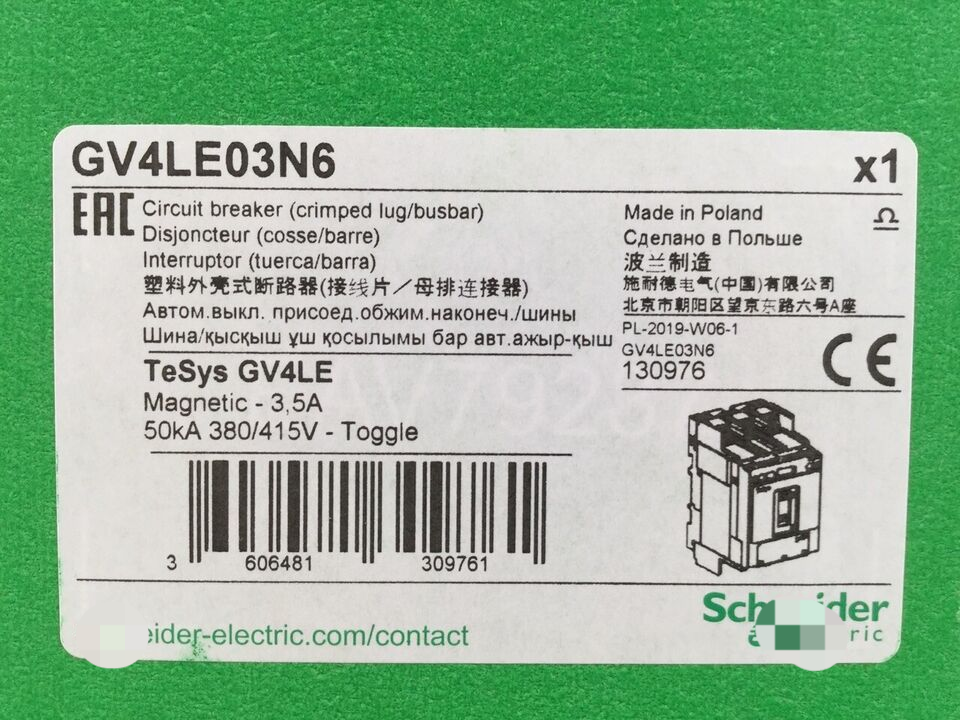 GV4LE03N6
x1
EAC
Circuit breaker (crimped lug/busbar)
Disjoncteur (cosse/barre)
Interruptor (tuerca/barra)
塑料外壳式断路器(接线片／母排连接器)
Автом.выкл. присоед.обжим.наконеч./шины
Шина/қысқыш ұш қосылымы бар авт.ажыр-қыш
Made in Poland
Сделано в Польше
波兰制造
施耐德电气(中国)有限公司
北京市朝阳区望京东路六号A座
PL-2019-W06-1
GV4LE03N6
130976
CE
TeSys GV4LE
Magnetic - 3,5A
50kA 380/415V - Toggle
3 606481 309761
eider-electric.com/contact
Sch ider
ric